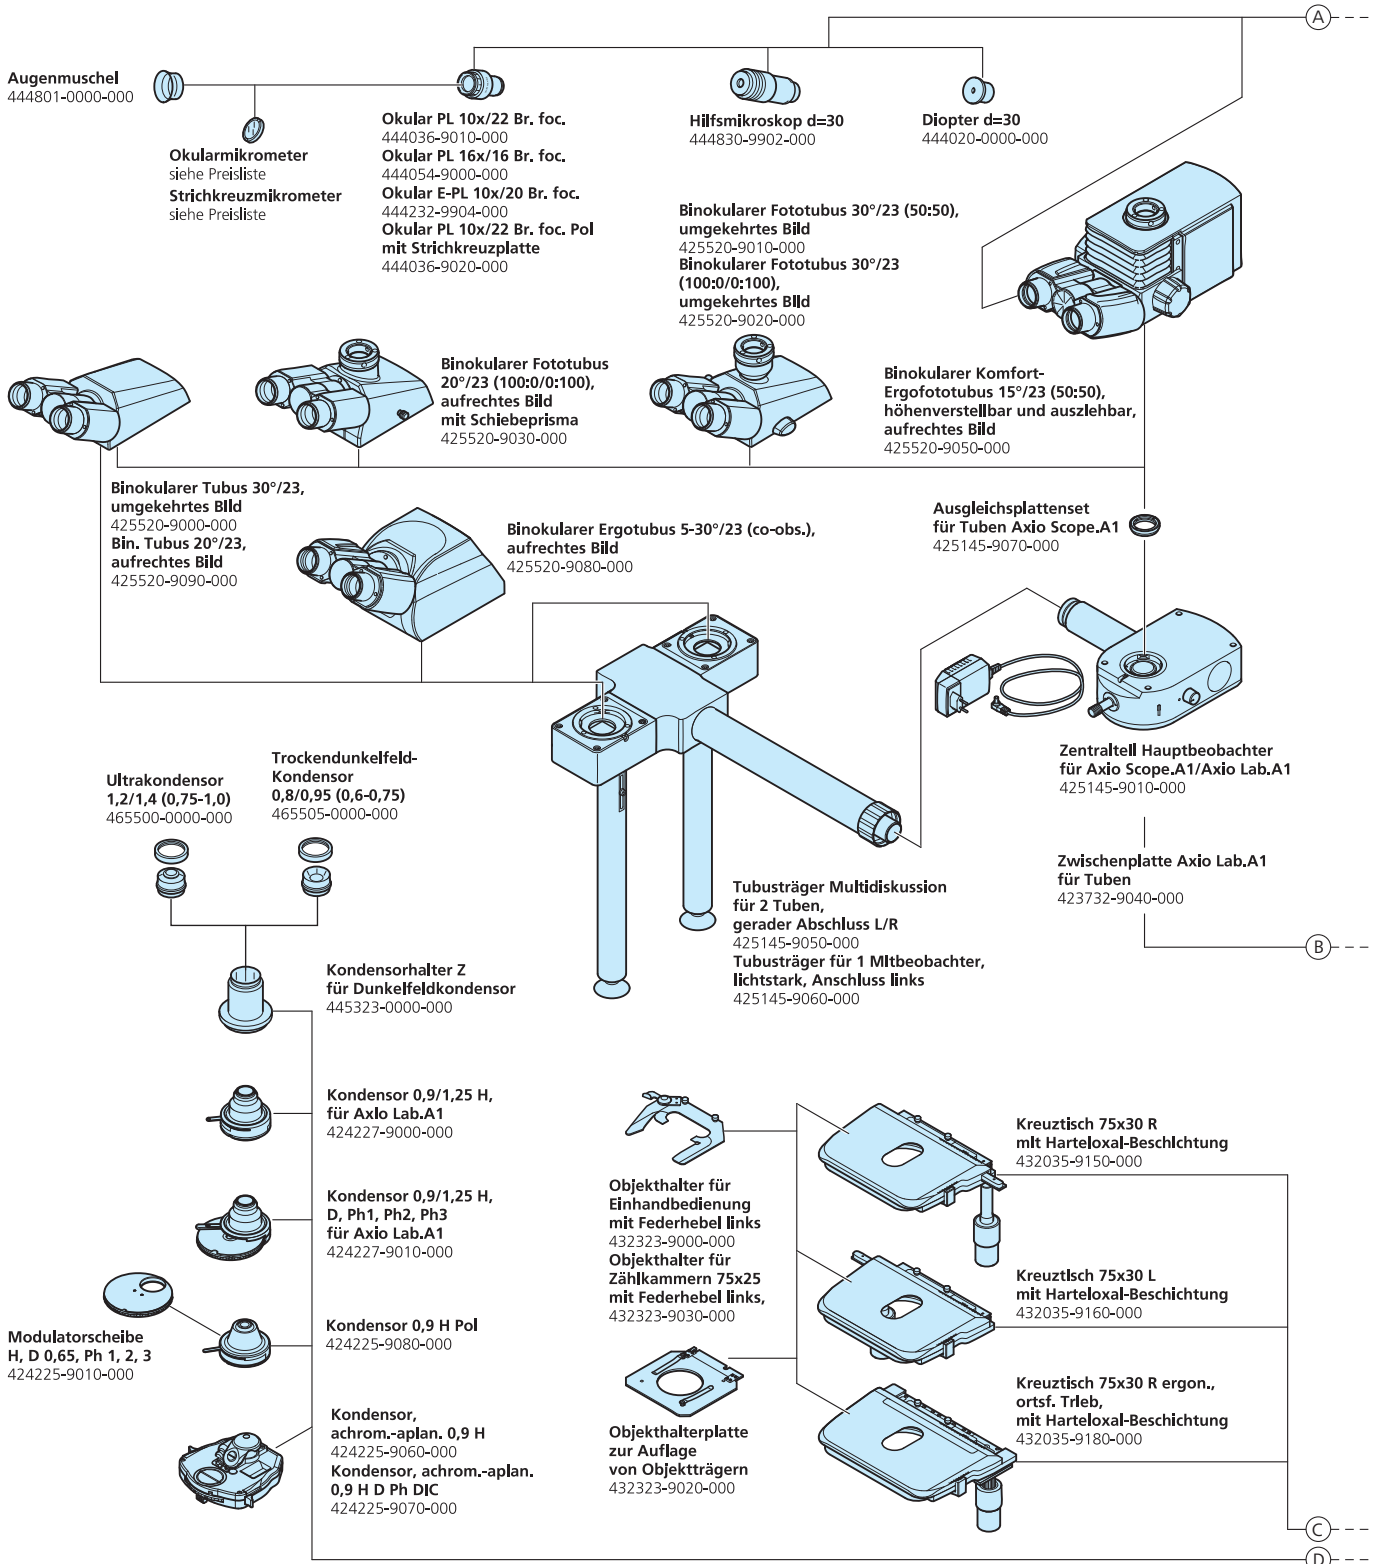 A
Augenmuschel
444801-0000-000
Okularmikrometer
siehe Preisliste
Strichkreuzmikrometer
siehe Preisliste
Okular PL 10x/22 Br. foc.
444036-9010-000
Okular PL 16x/16 Br. foc.
444054-9000-000
Okular E-PL 10x/20 Br. foc.
444232-9904-000
Okular PL 10x/22 Br. foc. Pol
mit Strichkreuzplatte
444036-9020-000
Hilfsmikroskop d=30
444830-9902-000
Diopter d=30
444020-0000-000
Binokularer Fototubus 30°/23 (50:50),
umgekehrtes Bild
425520-9010-000
Binokularer Fototubus 30°/23
(100:0/0:100),
umgekehrtes Bild
425520-9020-000
Binokularer Fototubus
20°/23 (100:0/0:100),
aufrechtes Bild
mit Schiebeprisma
425520-9030-000
Binokularer Komfort-
Ergofototubus 15°/23 (50:50),
höhenverstellbar und ausziehbar,
aufrechtes Bild
425520-9050-000
Binokularer Tubus 30°/23,
umgekehrtes Bild
425520-9000-000
Bin. Tubus 20°/23,
aufrechtes Bild
425520-9090-000
Binokularer Ergotubus 5-30°/23 (co-obs.),
aufrechtes Bild
425520-9080-000
Ausgleichsplattenset
für Tuben Axio Scope.A1
425145-9070-000
Zentralteil Hauptbeobachter
für Axio Scope.A1/Axio Lab.A1
425145-9010-000
Zwischenplatte Axio Lab.A1
für Tuben
423732-9040-000
B
Ultrakondensor
1,2/1,4 (0,75-1,0)
465500-0000-000
Trockendunkelfeld-
Kondensor
0,8/0,95 (0,6-0,75)
465505-0000-000
Tubusträger Multidiskussion
für 2 Tuben,
gerader Abschluss L/R
425145-9050-000
Tubusträger für 1 Mitbeobachter,
lichtstark, Anschluss links
425145-9060-000
Kondensorhalter Z
für Dunkelfeldkondensor
445323-0000-000
Kondensor 0,9/1,25 H,
für Axio Lab.A1
424227-9000-000
Kondensor 0,9/1,25 H,
D, Ph1, Ph2, Ph3
für Axio Lab.A1
424227-9010-000
Modulatorscheibe
H, D 0,65, Ph 1, 2, 3
424225-9010-000
Kondensor 0,9 H Pol
424225-9080-000
Kondensor,
achrom.-aplan. 0,9 H
424225-9060-000
Kondensor, achrom.-aplan.
0,9 H D Ph DIC
424225-9070-000
Objekthalter für
Einhandbedienung
mit Federhebel links
432323-9000-000
Objekthalter für
Zählkammern 75x25
mit Federhebel links,
432323-9030-000
Objekthalterplatte
zur Auflage
von Objektträgern
432323-9020-000
Kreuztisch 75x30 R
mit Harteloxal-Beschichtung
432035-9150-000
Kreuztisch 75x30 L
mit Harteloxal-Beschichtung
432035-9160-000
Kreuztisch 75x30 R ergon.,
ortsf. Trieb,
mit Harteloxal-Beschichtung
432035-9180-000
C
D